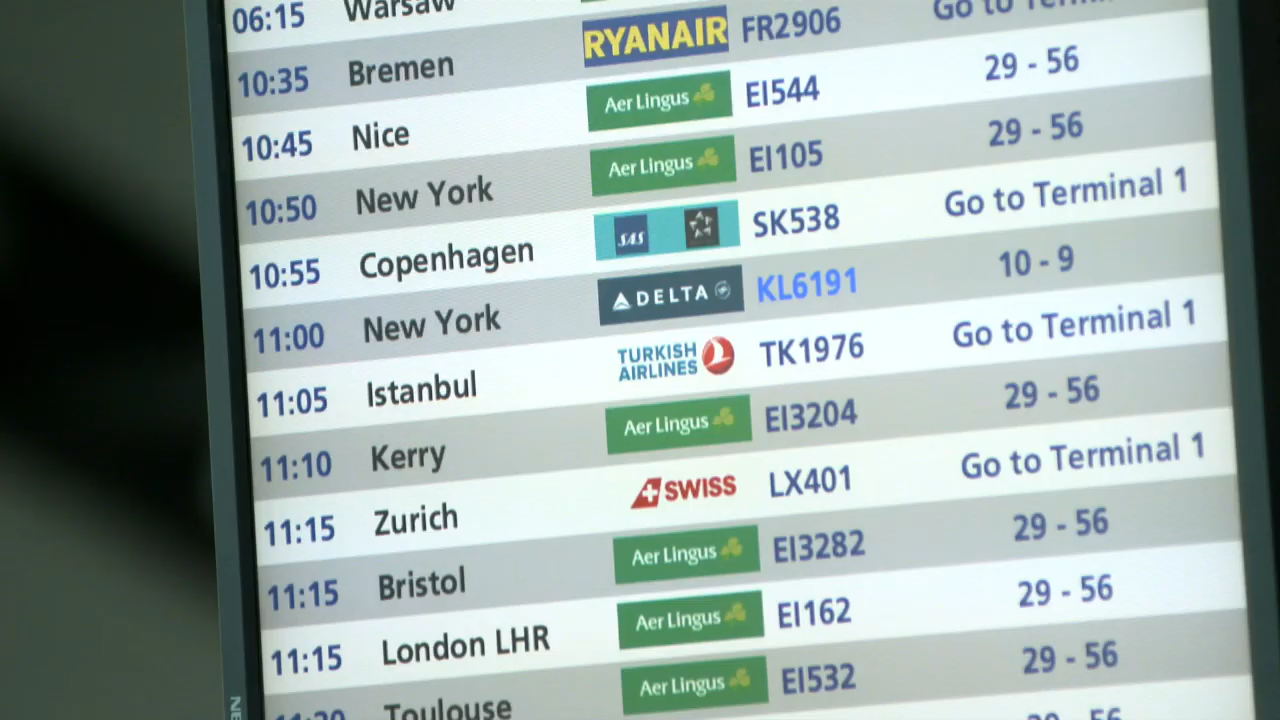 06:15 Warsaw
10:35 Bremen RYANAIR FR2906 Go to
10:45 Nice Aer Lingus EI544 29 - 56
10:50 New York Aer Lingus EI105 29 - 56
10:55 Copenhagen SAS SK538 Go to Terminal 1
11:00 New York DELTA KL6191 10 - 9
11:05 Istanbul TURKISH AIRLINES TK1976 Go to Terminal 1
11:10 Kerry Aer Lingus EI3204 29 - 56
11:15 Zurich SWISS LX401 Go to Terminal 1
11:15 Bristol Aer Lingus EI3282 29 - 56
11:15 London LHR Aer Lingus EI162 29 - 56
Toulouse Aer Lingus EI532 29 - 56